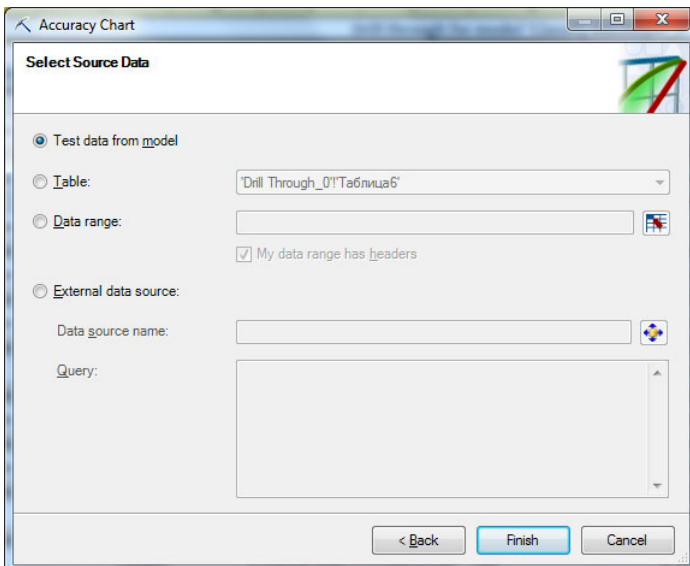 Accuracy Chart
Select Source Data
Test data from model
Table:
'Drill Through_0'!'Таблица6'
Data range:
My data range has headers
External data source:
Data source name:
Query:
< Back
Finish
Cancel